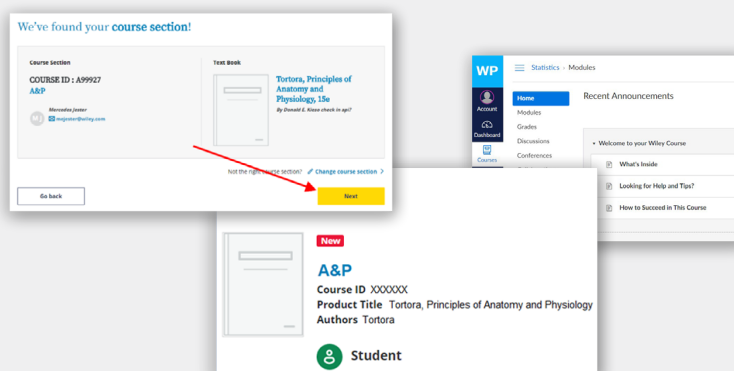 We've found your course section!
Course Section
COURSE ID : A99927
A&P
Mercedes Jaster
mejaster@wiley.com
Text Book
Tortora, Principles of
Anatomy and
Physiology, 15e
By Donald E. Kieso check in api?
Not the right course section? Change course section >
Go back
Next
WP
Account
Dashboard
Courses
Statistics › Modules
Home
Modules
Grades
Discussions
Conferences
Recent Announcements
Welcome to your Wiley Course
What's Inside
Looking for Help and Tips?
How to Succeed in This Course
New
A&P
Course ID XXXXXX
Product Title Tortora, Principles of Anatomy and Physiology
Authors Tortora
Student